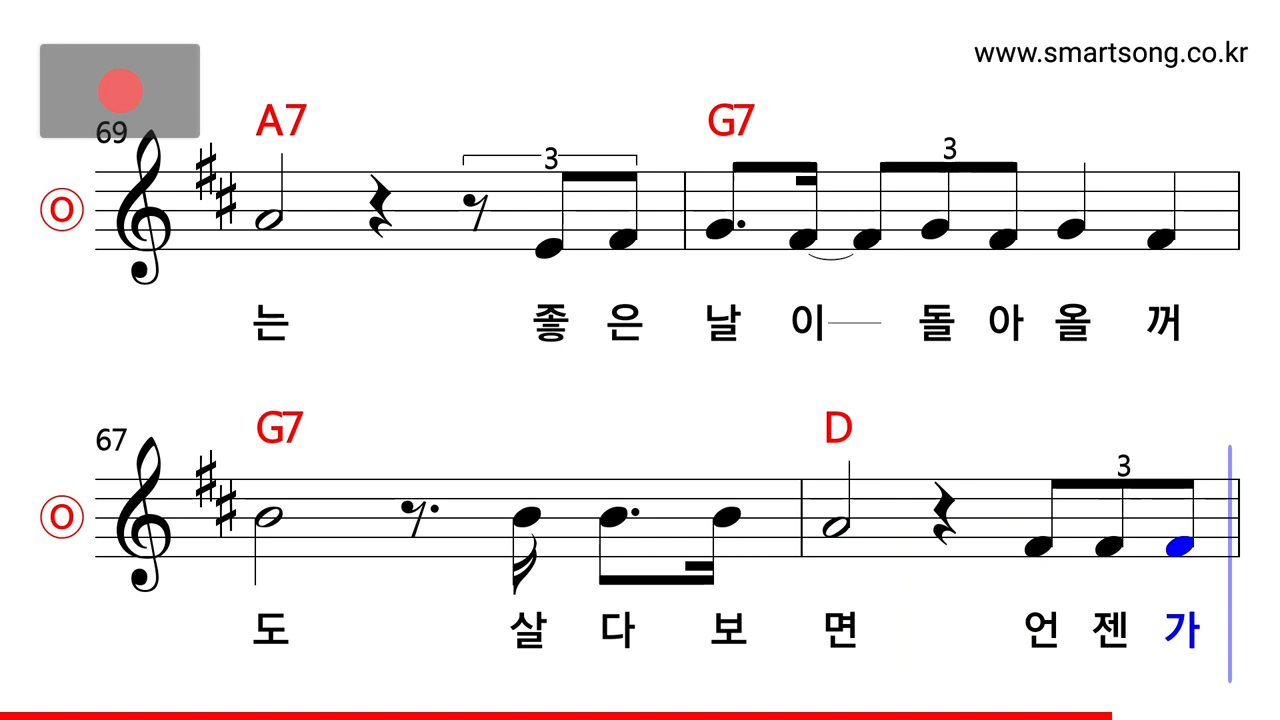 www.smartsong.co.kr
69
A7 G7
3 3
O
는 좋 은 날 이 돌 아 올 꺼
67
G7 D
3
O
도 살 다 보 면 언 젠 가